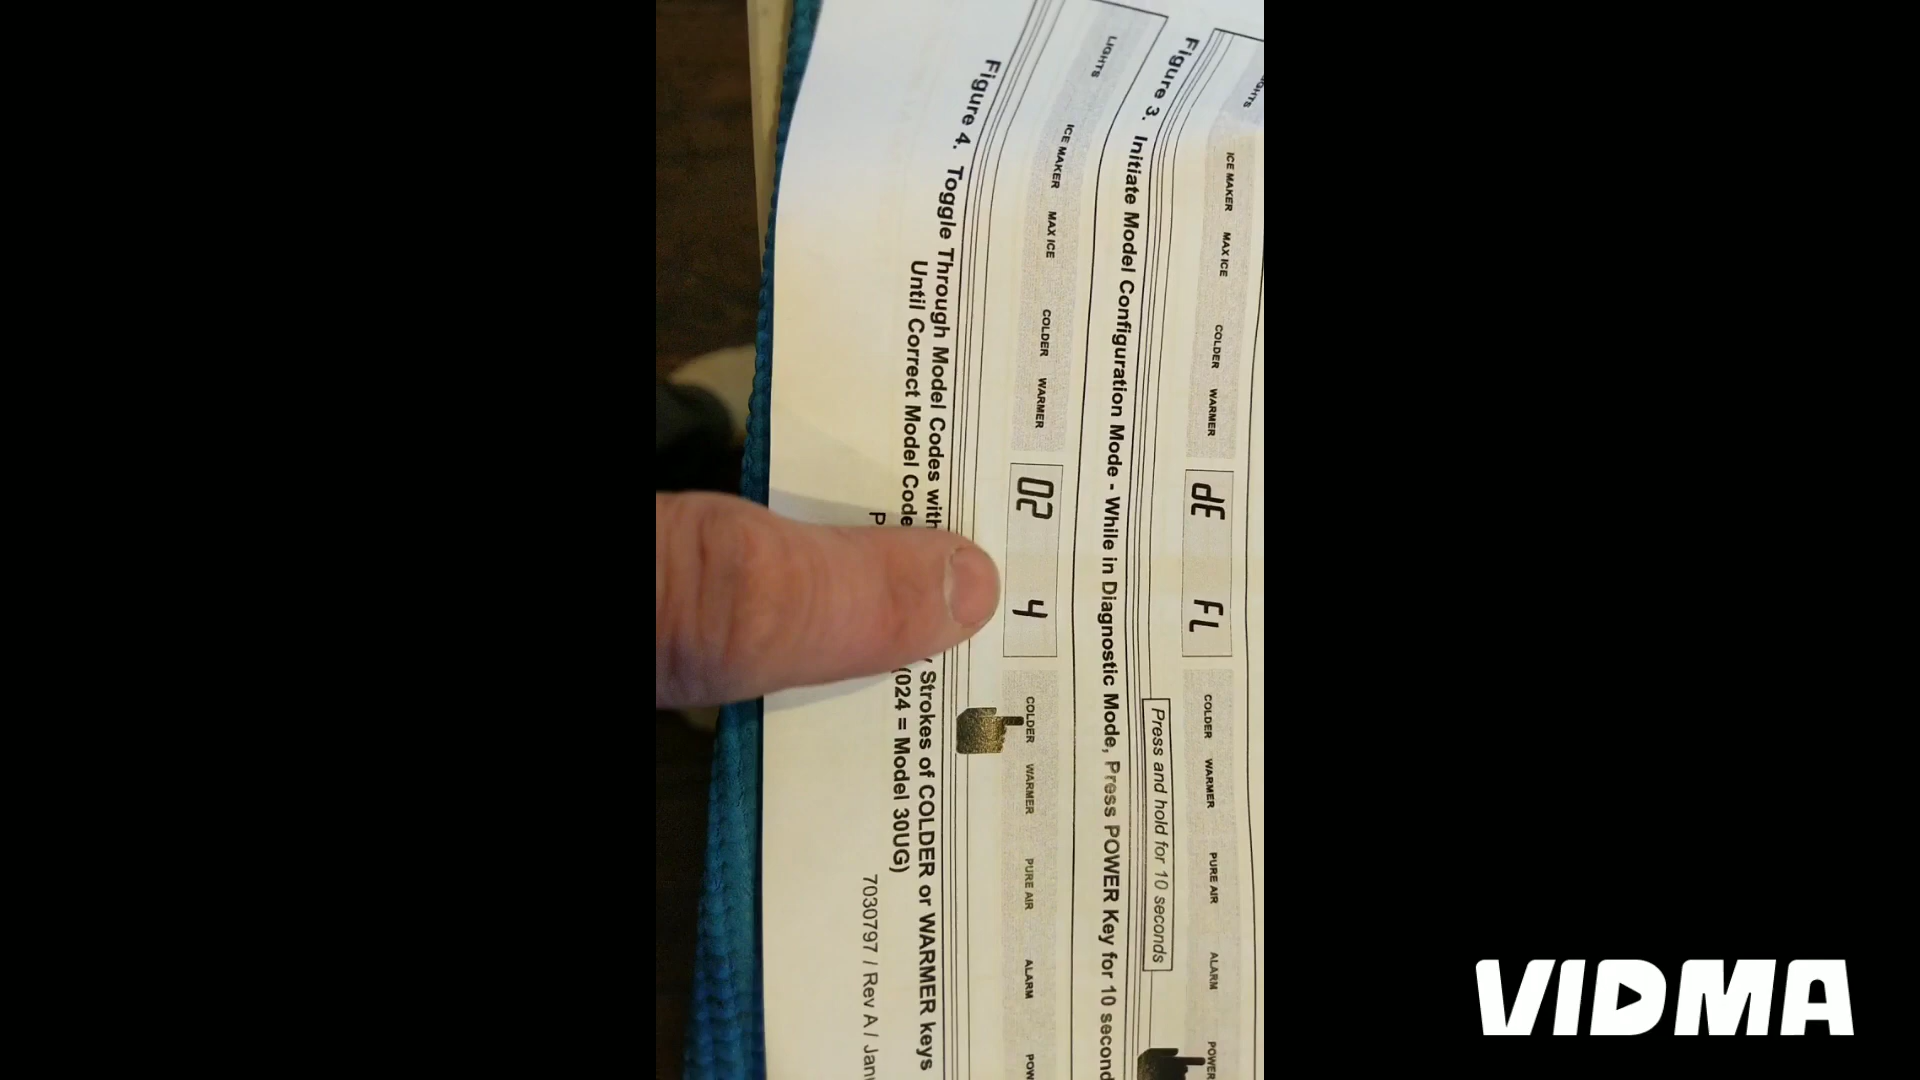 LIGHTS ICE MAKER MAX ICE COLDER WARMER dE FL COLDER WARMER PURE AIR ALARM POWER
Press and hold for 10 seconds
Figure 3. Initiate Model Configuration Mode - While in Diagnostic Mode, Press POWER Key for 10 second
LIGHTS ICE MAKER MAX ICE COLDER WARMER 02 4 COLDER WARMER PURE AIR ALARM POW
Figure 4. Toggle Through Model Codes with Strokes of COLDER or WARMER keys
Until Correct Model Code (024 = Model 30UG)
P 7030797 / Rev A / Jan
VIDMA